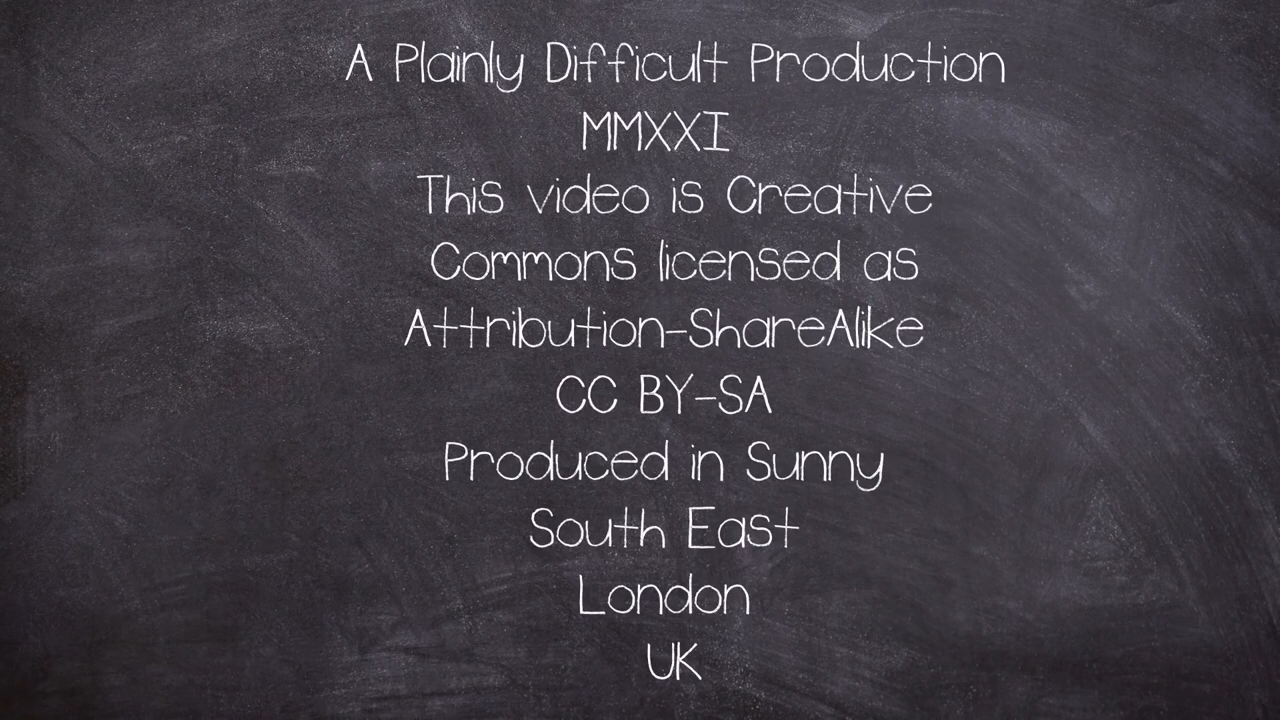 A Plainly Difficult Production
MMXXI
This video is Creative
Commons licensed as
Attribution-ShareAlike
CC BY-SA
Produced in Sunny
South East
London
UK